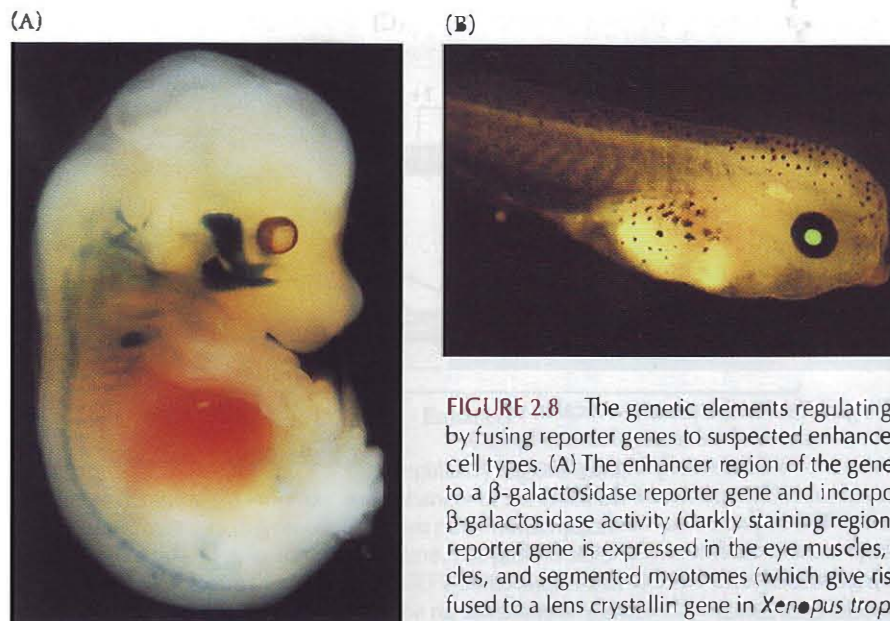 (A)
(B)
FIGURE 2.8 The genetic elements regulating
by fusing reporter genes to suspected enhance
cell types. (A) The enhancer region of the gene
to a β-galactosidase reporter gene and incorpo
β-galactosidase activity (darkly staining region
reporter gene is expressed in the eye muscles,
cles, and segmented myotomes (which give ris
fused to a lens crystallin gene in Xenopus trop